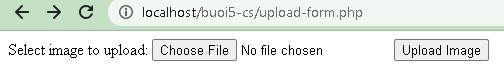 localhost/buoi5-cs/upload-form.php
Select image to upload: Choose File No file chosen Upload Image